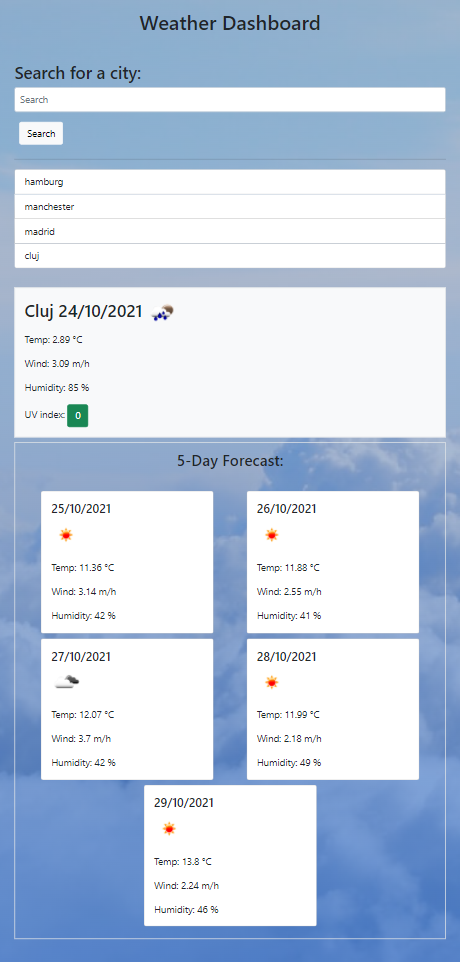 Weather Dashboard
Search for a city:
Search
Search
hamburg
manchester
madrid
cluj
Cluj 24/10/2021
Temp: 2.89 °C
Wind: 3.09 m/h
Humidity: 85 %
UV index: 0
5-Day Forecast:
25/10/2021
Temp: 11.36 °C
Wind: 3.14 m/h
Humidity: 42 %
26/10/2021
Temp: 11.88 °C
Wind: 2.55 m/h
Humidity: 41 %
27/10/2021
Temp: 12.07 °C
Wind: 3.7 m/h
Humidity: 42 %
28/10/2021
Temp: 11.99 °C
Wind: 2.18 m/h
Humidity: 49 %
29/10/2021
Temp: 13.8 °C
Wind: 2.24 m/h
Humidity: 46 %